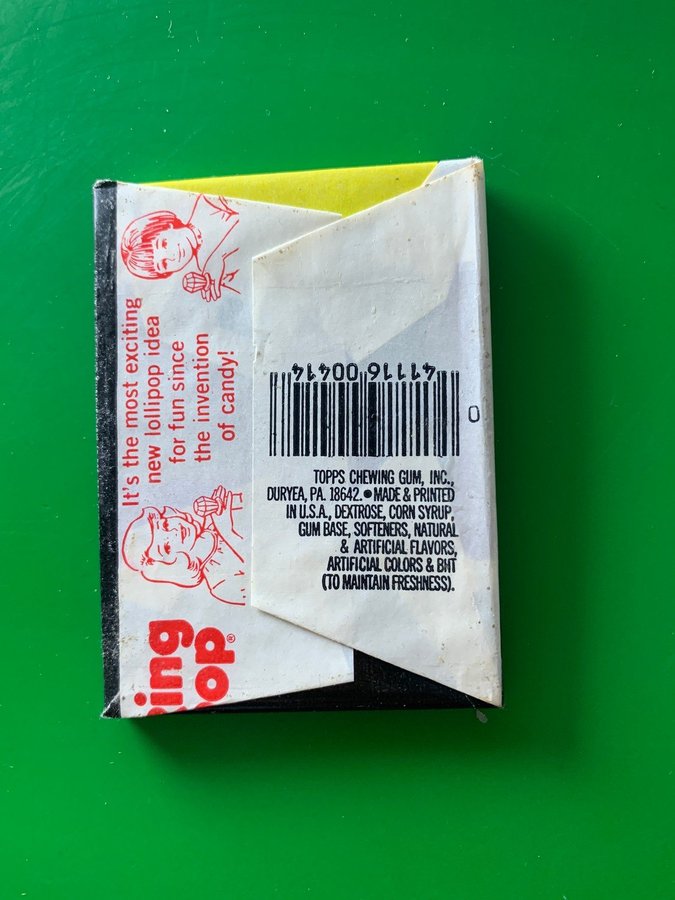 It's the most exciting
new lollipop idea
for fun since
the invention
of candy!
ing
op®
41116 00414
0
TOPPS CHEWING GUM, INC.,
DURYEA, PA. 18642. ● MADE & PRINTED
IN U.S.A., DEXTROSE, CORN SYRUP,
GUM BASE, SOFTENERS, NATURAL
& ARTIFICIAL FLAVORS,
ARTIFICIAL COLORS & BHT
(TO MAINTAIN FRESHNESS).